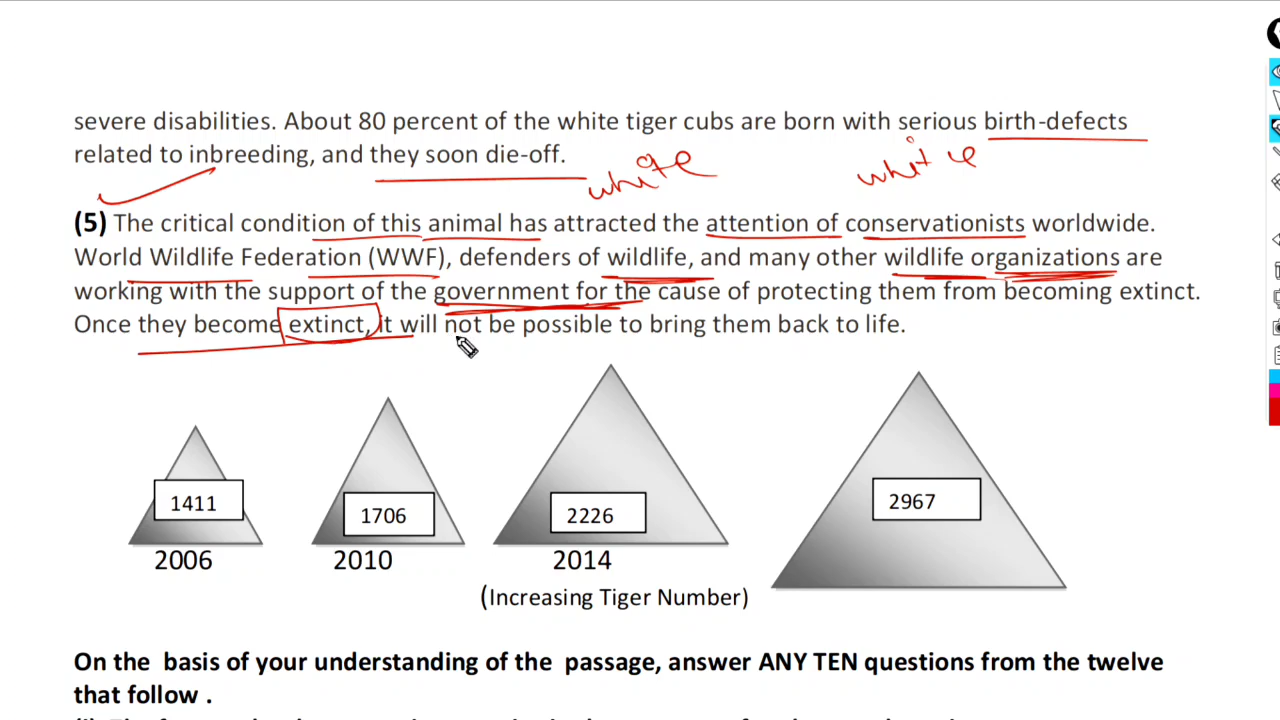 severe disabilities. About 80 percent of the white tiger cubs are born with serious birth-defects
related to inbreeding, and they soon die-off.
white white
(5) The critical condition of this animal has attracted the attention of conservationists worldwide.
World Wildlife Federation (WWF), defenders of wildlife, and many other wildlife organizations are
working with the support of the government for the cause of protecting them from becoming extinct.
Once they become extinct, it will not be possible to bring them back to life.
1411 1706 2226 2967
2006 2010 2014
(Increasing Tiger Number)
On the basis of your understanding of the passage, answer ANY TEN questions from the twelve
that follow .